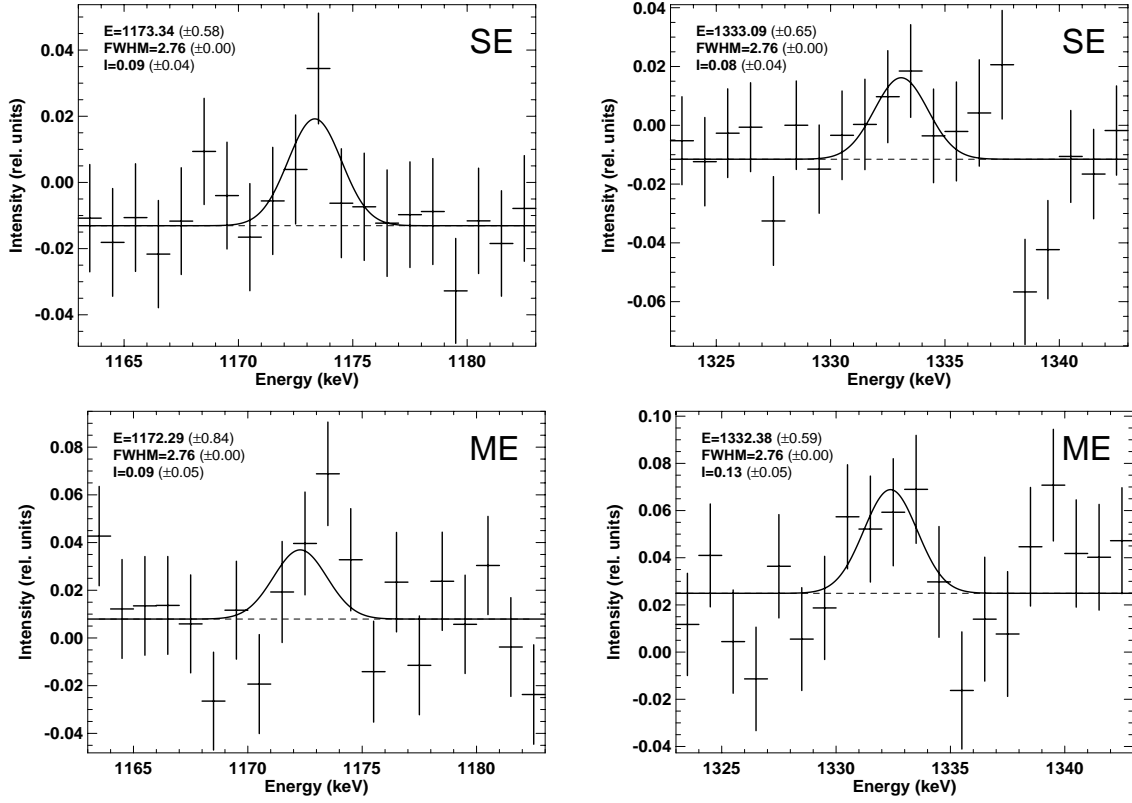 E=1173.34 (±0.58)
FWHM=2.76 (±0.00)
I=0.09 (±0.04)
SE
Intensity (rel. units)
0.04
0.02
0.00
-0.02
-0.04
1165 1170 1175 1180
Energy (keV)
E=1333.09 (±0.65)
FWHM=2.76 (±0.00)
I=0.08 (±0.04)
SE
Intensity (rel. units)
0.04
0.02
0.00
-0.02
-0.04
-0.06
1325 1330 1335 1340
Energy (keV)
E=1172.29 (±0.84)
FWHM=2.76 (±0.00)
I=0.09 (±0.05)
ME
Intensity (rel. units)
0.08
0.06
0.04
0.02
0.00
-0.02
-0.04
1165 1170 1175 1180
Energy (keV)
E=1332.38 (±0.59)
FWHM=2.76 (±0.00)
I=0.13 (±0.05)
ME
Intensity (rel. units)
0.10
0.08
0.06
0.04
0.02
0.00
-0.02
-0.04
1325 1330 1335 1340
Energy (keV)